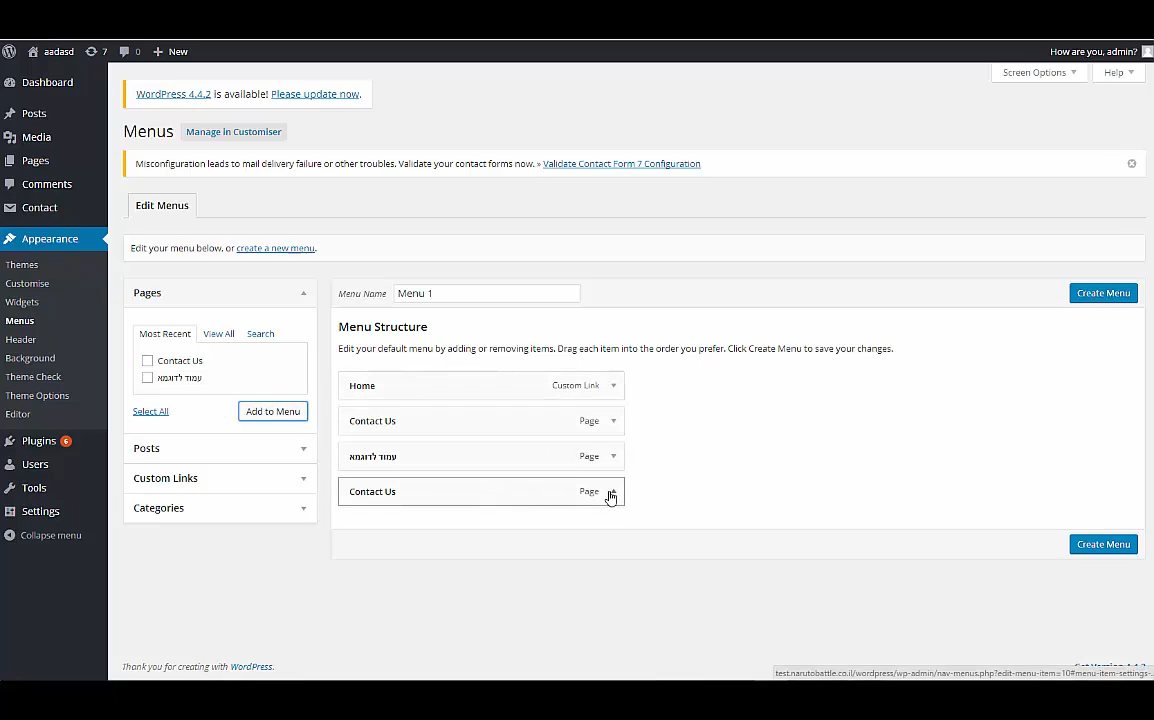 aadasd 7 0 + New How are you, admin?
Dashboard
Posts
Media
Pages
Comments
Contact
Appearance
Themes
Customise
Widgets
Menus
Header
Background
Theme Check
Theme Options
Editor
Plugins 6
Users
Tools
Settings
Collapse menu
Screen Options Help
WordPress 4.4.2 is available! Please update now.
Menus Manage in Customiser
Misconfiguration leads to mail delivery failure or other troubles. Validate your contact forms now. » Validate Contact Form 7 Configuration
Edit Menus
Edit your menu below, or create a new menu.
Pages
Most Recent View All Search
Contact Us
עמוד לדוגמא
Select All Add to Menu
Posts
Custom Links
Categories
Menu Name Menu 1 Create Menu
Menu Structure
Edit your default menu by adding or removing items. Drag each item into the order you prefer. Click Create Menu to save your changes.
Home Custom Link
Contact Us Page
עמוד לדוגמא Page
Contact Us Page
Create Menu
Thank you for creating with WordPress.
test.narutobattle.co.il/wordpress/wp-admin/nav-menus.php?edit-menu-item=10#menu-item-settings-...